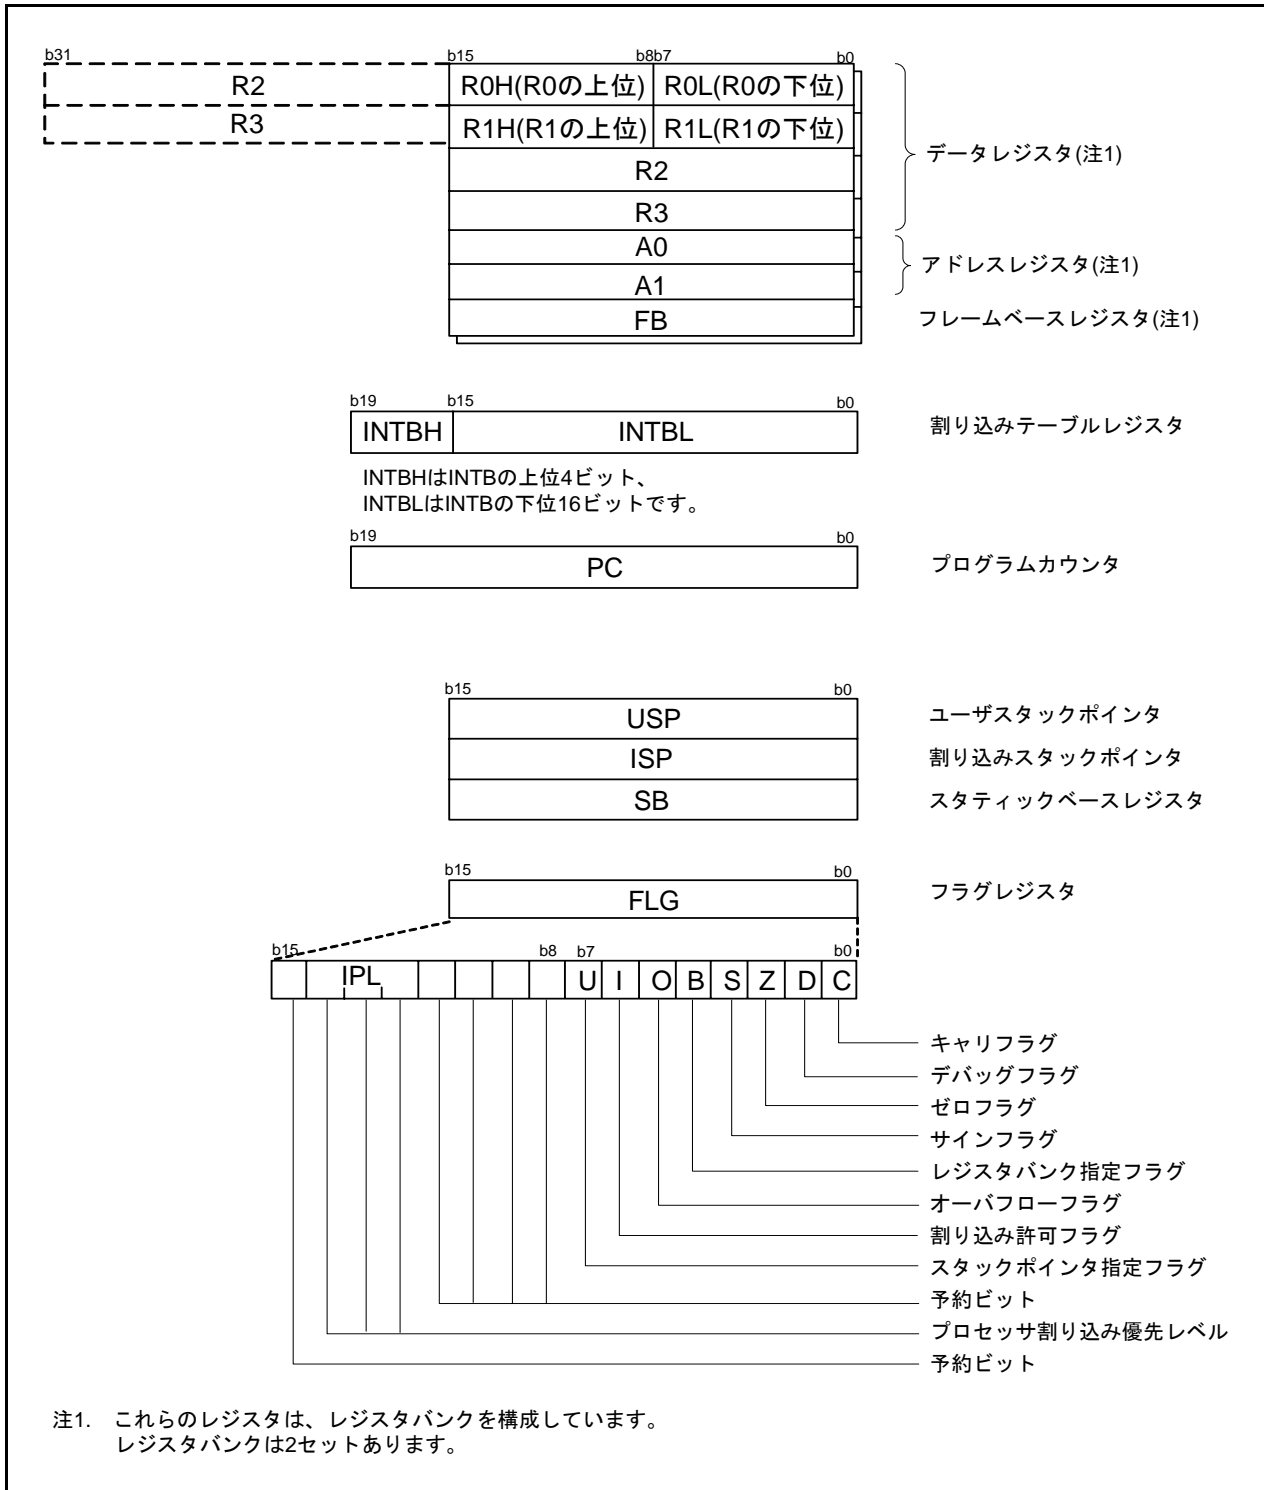 b31 b15 b8b7 b0
R2 R0H(R0の上位) R0L(R0の下位)
R3 R1H(R1の上位) R1L(R1の下位)
データレジスタ(注1)
R2
R3
A0
アドレスレジスタ(注1)
A1
FB フレームベースレジスタ(注1)
b19 b15 b0
INTBH INTBL 割り込みテーブルレジスタ
INTBHはINTBの上位4ビット、
INTBLはINTBの下位16ビットです。
b19 b0
PC プログラムカウンタ
b15 b0
USP ユーザスタックポインタ
ISP 割り込みスタックポインタ
SB スタティックベースレジスタ
b15 b0
FLG フラグレジスタ
b15 b8 b7 b0
IPL U I O B S Z D C
キャリフラグ
デバッグフラグ
ゼロフラグ
サインフラグ
レジスタバンク指定フラグ
オーバフローフラグ
割り込み許可フラグ
スタックポインタ指定フラグ
予約ビット
プロセッサ割り込み優先レベル
予約ビット
注1. これらのレジスタは、レジスタバンクを構成しています。
レジスタバンクは2セットあります。